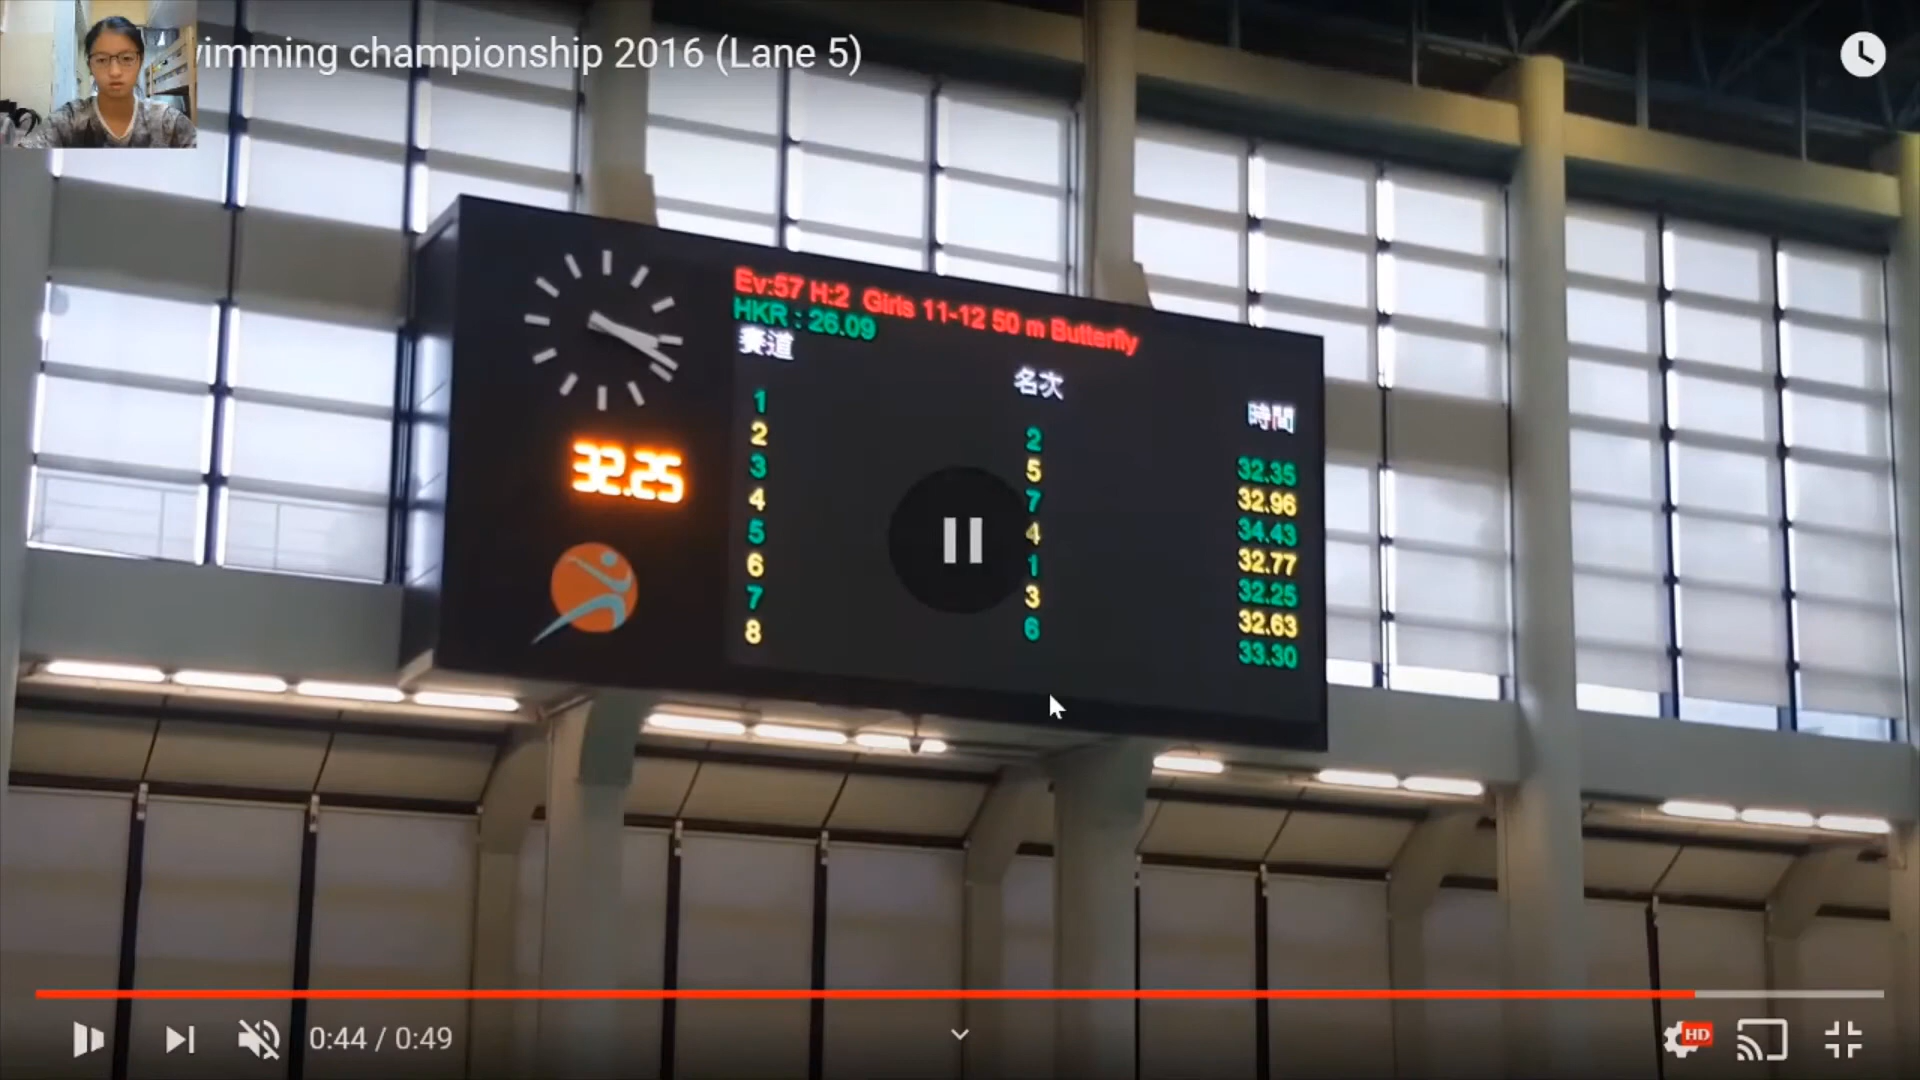 vimming championship 2016 (Lane 5)
Ev:57 H:2 Girls 11-12 50 m Butterfly
HKR : 26.09
賽道 名次 時間
1 2 32.35
2 5 32.96
3 7 34.43
4 4 32.77
5 1 32.25
6 3 32.63
7 6 33.30
8
32.25
0:44 / 0:49
HD